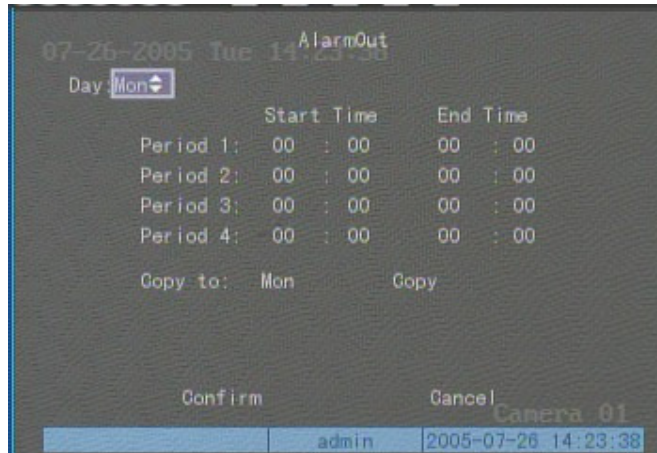 AlarmOut
07-26-2005 Tue 14:23:38
Day: Mon
Start Time End Time
Period 1: 00 : 00 00 : 00
Period 2: 00 : 00 00 : 00
Period 3: 00 : 00 00 : 00
Period 4: 00 : 00 00 : 00
Copy to: Mon Copy
Confirm Cancel
Camera 01
admin 2005-07-26 14:23:38